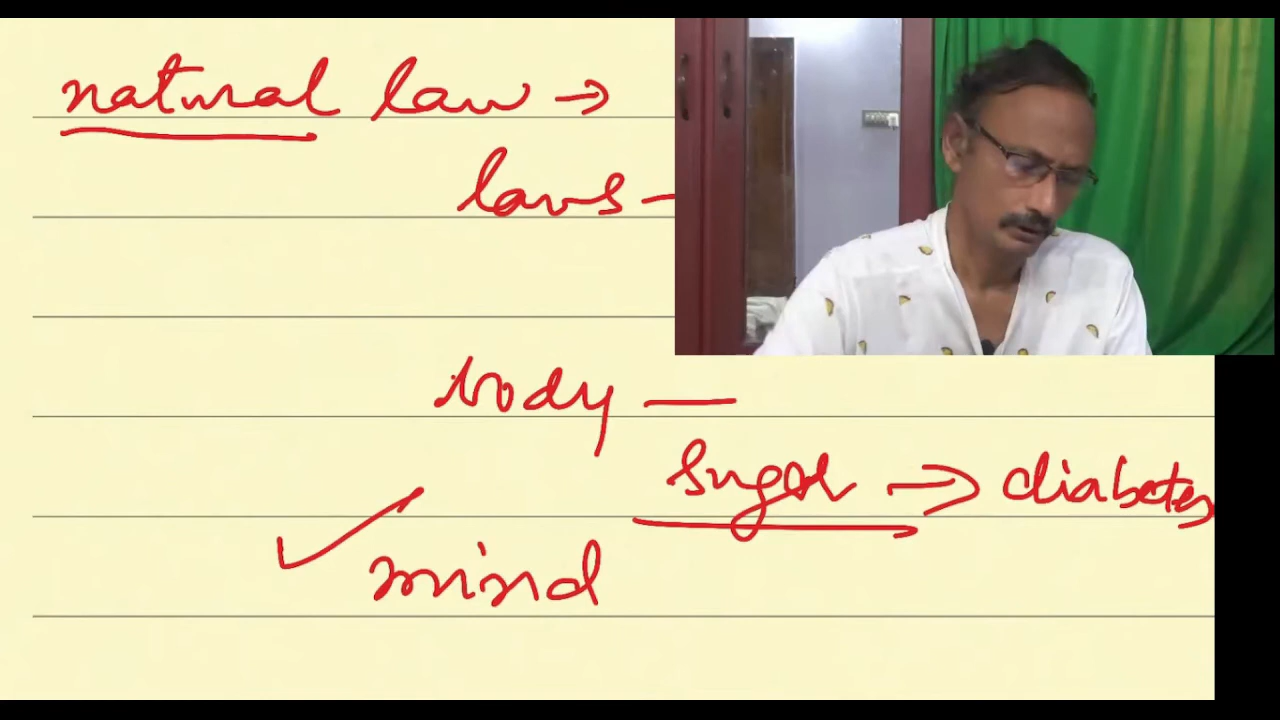 natural law →
laws —
body —
sugar → diabetes
mind